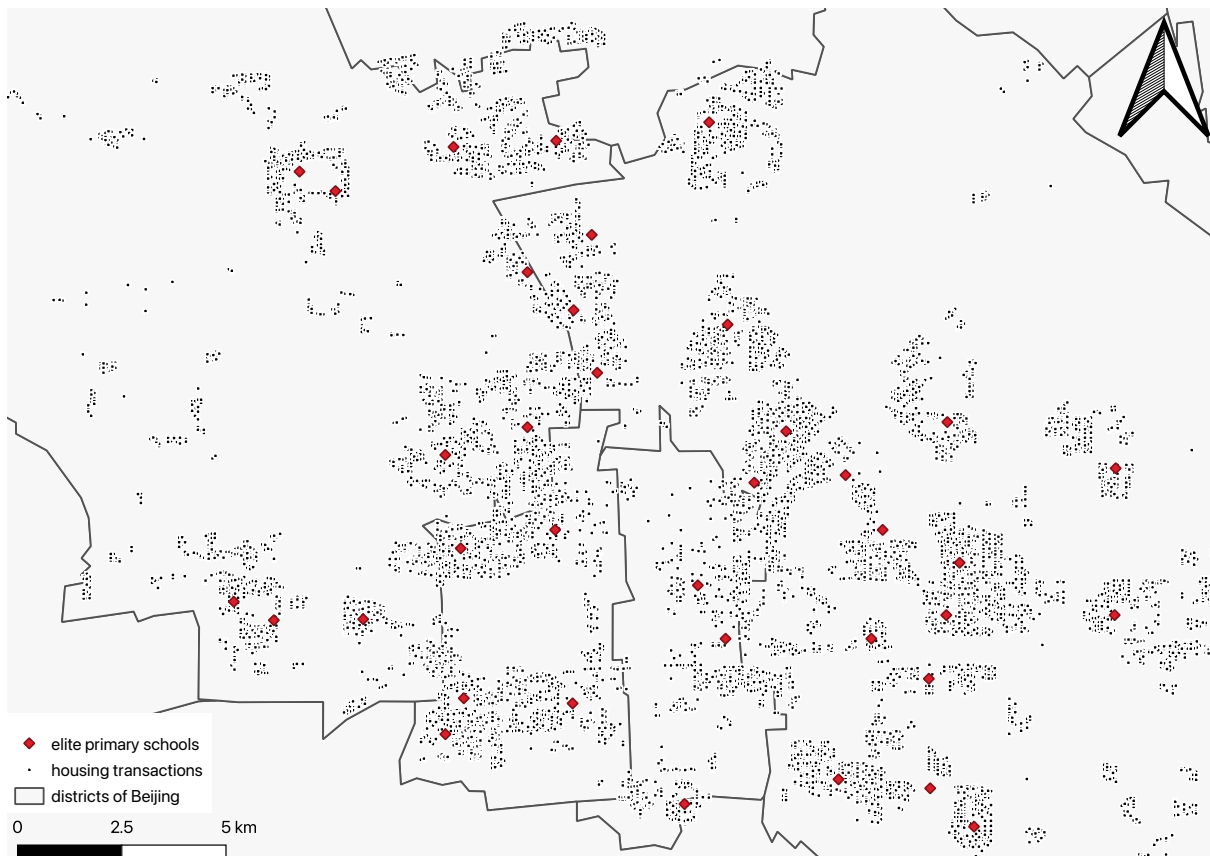 elite primary schools
housing transactions
districts of Beijing
0 2.5 5 km